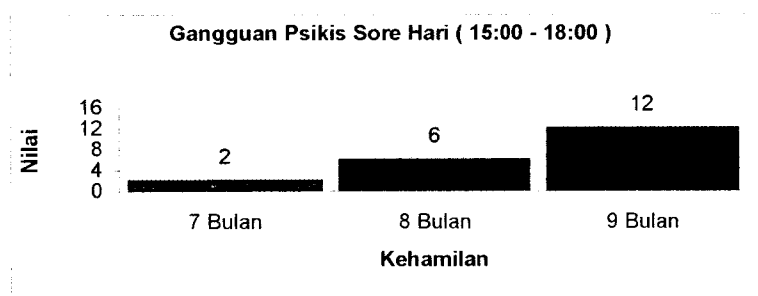 Gangguan Psikis Sore Hari ( 15:00 - 18:00 )
Nilai
16
12
8
4
0
2
6
12
7 Bulan
8 Bulan
9 Bulan
Kehamilan